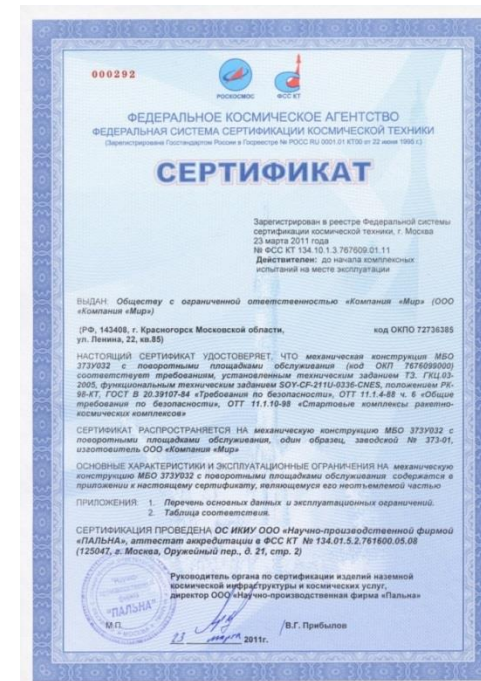 000292
РОСКОСМОС
ФСС КТ
ФЕДЕРАЛЬНОЕ КОСМИЧЕСКОЕ АГЕНТСТВО
ФЕДЕРАЛЬНАЯ СИСТЕМА СЕРТИФИКАЦИИ КОСМИЧЕСКОЙ ТЕХНИКИ
(Зарегистрирована Госстандартом России в Госреестре № РОСС RU 0001.01 КТ00 от 22 июня 1995 г.)
СЕРТИФИКАТ
Зарегистрирован в реестре Федеральной системы
сертификации космической техники, г. Москва
23 марта 2011 года
№ ФСС КТ 134.10.1.3.767609.01.11
Действителен: до начала комплексных
испытаний на месте эксплуатации
ВЫДАН: Обществу с ограниченной ответственностью «Компания «Мир» (ООО
«Компания «Мир»)
(РФ, 143408, г. Красногорск Московской области, код ОКПО 72736385
ул. Ленина, 22, кв.85)
НАСТОЯЩИЙ СЕРТИФИКАТ УДОСТОВЕРЯЕТ, ЧТО механическая конструкция МБО
373У032 с поворотными площадками обслуживания (код ОКП 7676099000)
соответствует требованиям, установленным техническим заданием ТЗ. ГКЦ.03-
2005, функциональным техническим заданием SOY-CF-211U-0336-CNES, положением РК-
98-КТ, ГОСТ В 20.39107-84 «Требования по безопасности», ОТТ 11.1.4-88 ч. 6 «Общие
требования по безопасности», ОТТ 11.1.10-98 «Стартовые комплексы ракетно-
космических комплексов»
СЕРТИФИКАТ РАСПРОСТРАНЯЕТСЯ НА механическую конструкцию МБО 373У032 с
поворотными площадками обслуживания, один образец, заводской № 373-01,
изготовитель ООО «Компания «Мир»
ОСНОВНЫЕ ХАРАКТЕРИСТИКИ И ЭКСПЛУАТАЦИОННЫЕ ОГРАНИЧЕНИЯ НА механическую
конструкцию МБО 373У032 с поворотными площадками обслуживания содержатся в
приложении к настоящему сертификату, являющемуся его неотъемлемой частью
ПРИЛОЖЕНИЯ: 1. Перечень основных данных и эксплуатационных ограничений.
2. Таблица соответствия.
СЕРТИФИКАЦИЯ ПРОВЕДЕНА ОС ИКИУ ООО «Научно-производственной фирмой
«ПАЛЬНА», аттестат аккредитации в ФСС КТ № 134.01.5.2.761600.05.08
(125047, г. Москва, Оружейный пер., д. 21, стр. 2)
Руководитель органа по сертификации изделий наземной
космической инфраструктуры и космических услуг,
директор ООО «Научно-производственная фирма «Пальна»
"ПАЛЬНА"
М.П. /В.Г. Прибылов
23 марта 2011г.